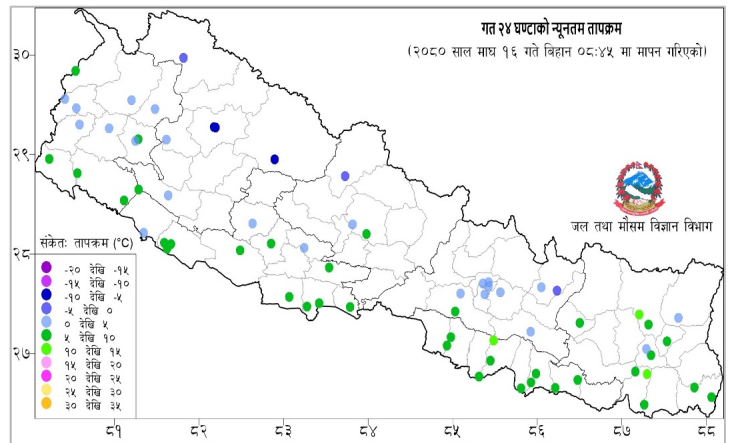 गत २४ घण्टाको न्यूनतम तापक्रम
(२०८० साल माघ १६ गते बिहान ०८:४५ मा मापन गरिएको)
जल तथा मौसम विज्ञान विभाग
३०
२९
२८
२७
संकेतः तापक्रम (°C)
-२० देखि -१५
-१५ देखि -१०
-१० देखि -५
-५ देखि ०
० देखि ५
५ देखि १०
१० देखि १५
१५ देखि २०
२० देखि २५
२५ देखि ३०
३० देखि ३५
८१ ८२ ८३ ८४ ८५ ८६ ८७ ८८